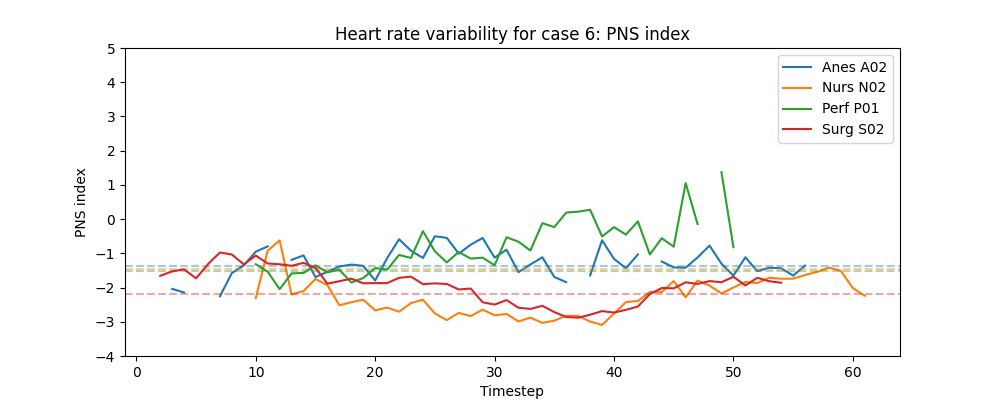 Heart rate variability for case 6: PNS index
5
4
3
2
1
0
−1
−2
−3
−4
PNS index
Anes A02
Nurs N02
Perf P01
Surg S02
0 10 20 30 40 50 60
Timestep